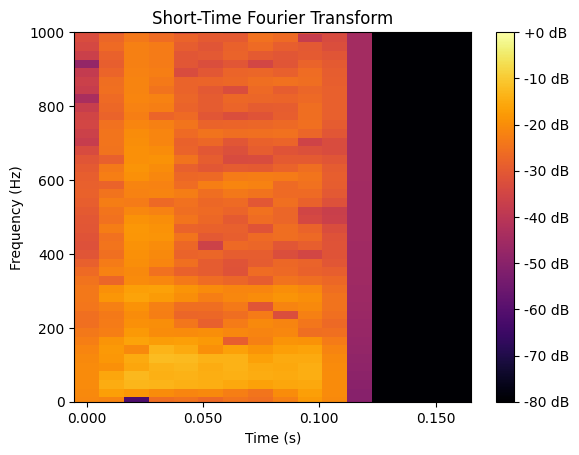 Short-Time Fourier Transform
Frequency (Hz)
1000
800
600
400
200
0
0.000
0.050
0.100
0.150
Time (s)
+0 dB
-10 dB
-20 dB
-30 dB
-40 dB
-50 dB
-60 dB
-70 dB
-80 dB